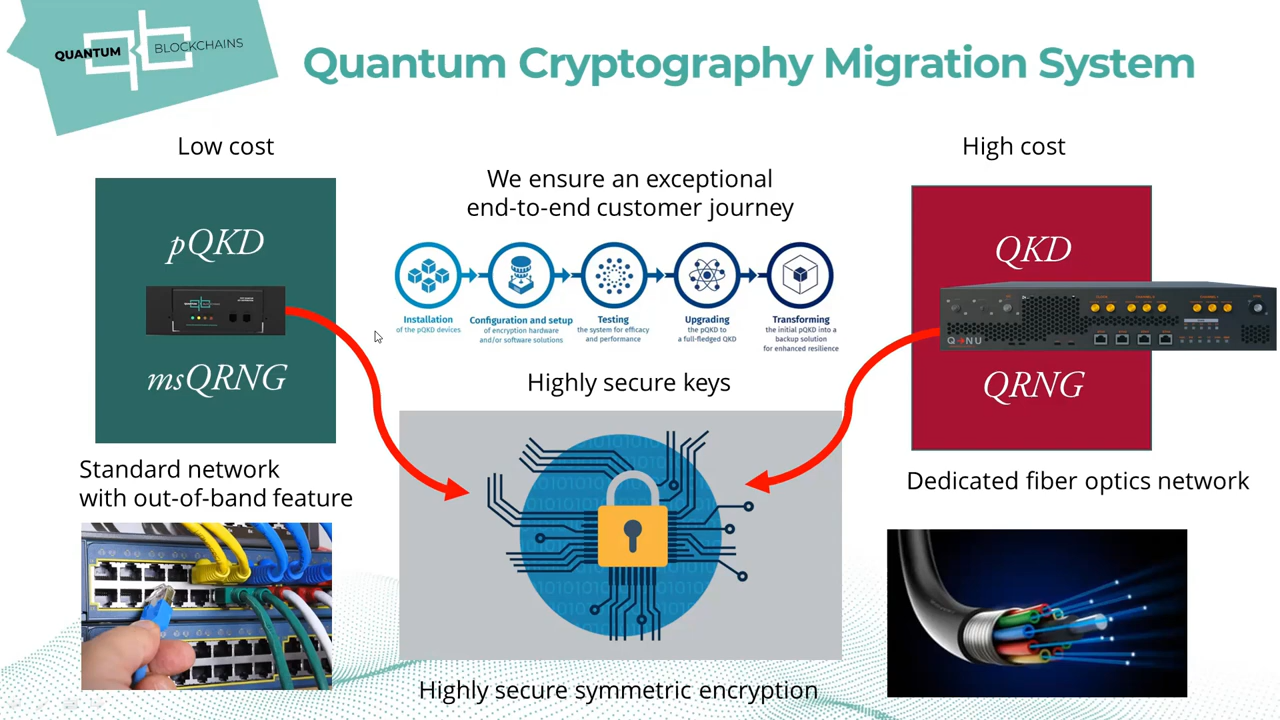 QUANTUM BLOCKCHAINS
Quantum Cryptography Migration System
Low cost
pQKD
msQRNG
Standard network
with out-of-band feature
We ensure an exceptional
end-to-end customer journey
Installation
of the pQKD devices
Configuration and setup
of encryption hardware
and/or software solutions
Testing
the system for efficacy
and performance
Upgrading
the pQKD to
a full-fledged QKD
Transforming
the initial pQKD into a
backup solution
for enhanced resilience
Highly secure keys
Highly secure symmetric encryption
High cost
QKD
QNU
QRNG
Dedicated fiber optics network